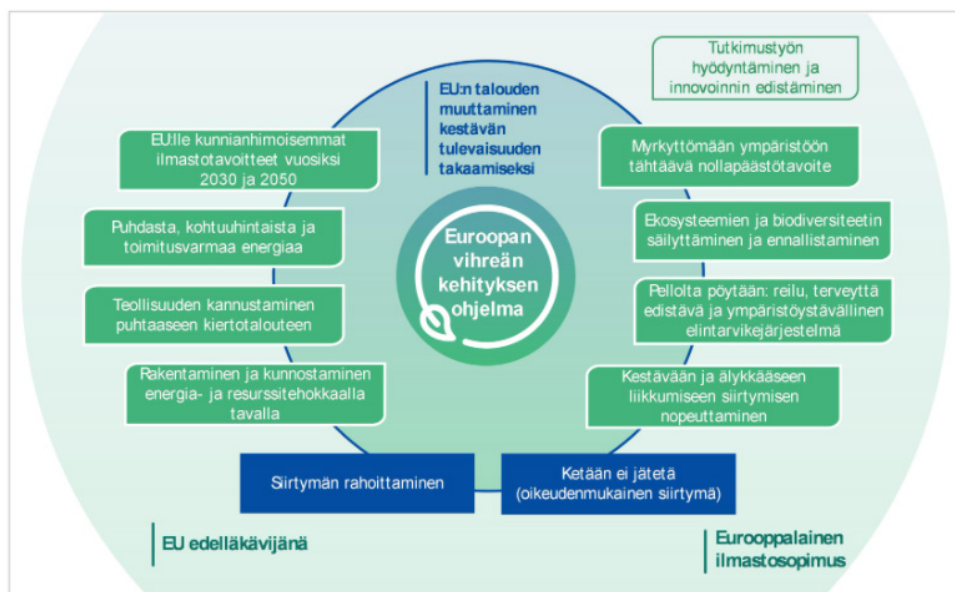 Tutkimustyön
hyödyntäminen ja
innovoinnin edistäminen
EU:n talouden
muuttaminen
kestävän
tulevaisuuden
takaamiseksi
EU:lle kunnianhimoisemmat
ilmastotavoitteet vuosiksi
2030 ja 2050
Puhdasta, kohtuuhintaista ja
toimitusvarmaa energiaa
Teollisuuden kannustaminen
puhtaaseen kiertotalouteen
Rakentaminen ja kunnostaminen
energia- ja resurssitehokkaalla
tavalla
Euroopan
vihreän
kehityksen
ohjelma
Myrkyttömään ympäristöön
tähtäävä nollapäästötavoite
Ekosysteemien ja biodiversiteetin
säilyttäminen ja ennallistaminen
Pellolta pöytään: reilu, terveyttä
edistävä ja ympäristöystävällinen
elintarvikejärjestelmä
Kestävään ja älykkääseen
liikkumiseen siirtymisen
nopeuttaminen
Siirtymän rahoittaminen
Ketään ei jätetä
(oikeudenmukainen siirtymä)
EU edelläkävijänä
Eurooppalainen
ilmastosopimus